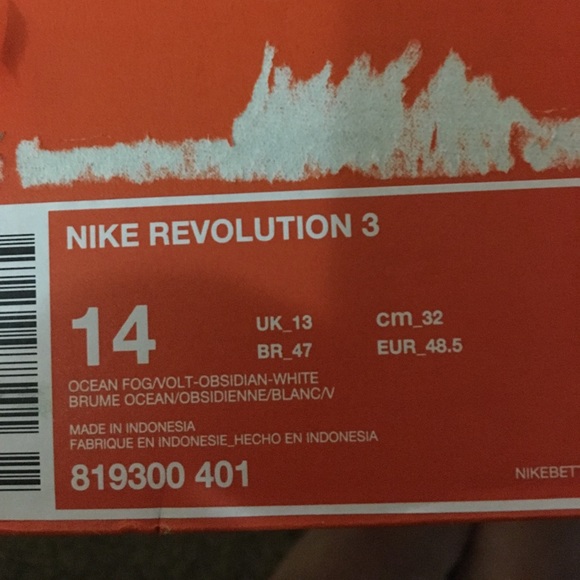 NIKE REVOLUTION 3
14
UK_13
cm_32
BR_47
EUR_48.5
OCEAN FOG/VOLT-OBSIDIAN-WHITE
BRUME OCEAN/OBSIDIENNE/BLANC/V
MADE IN INDONESIA
FABRIQUE EN INDONESIE_HECHO EN INDONESIA
819300 401
NIKEBETT